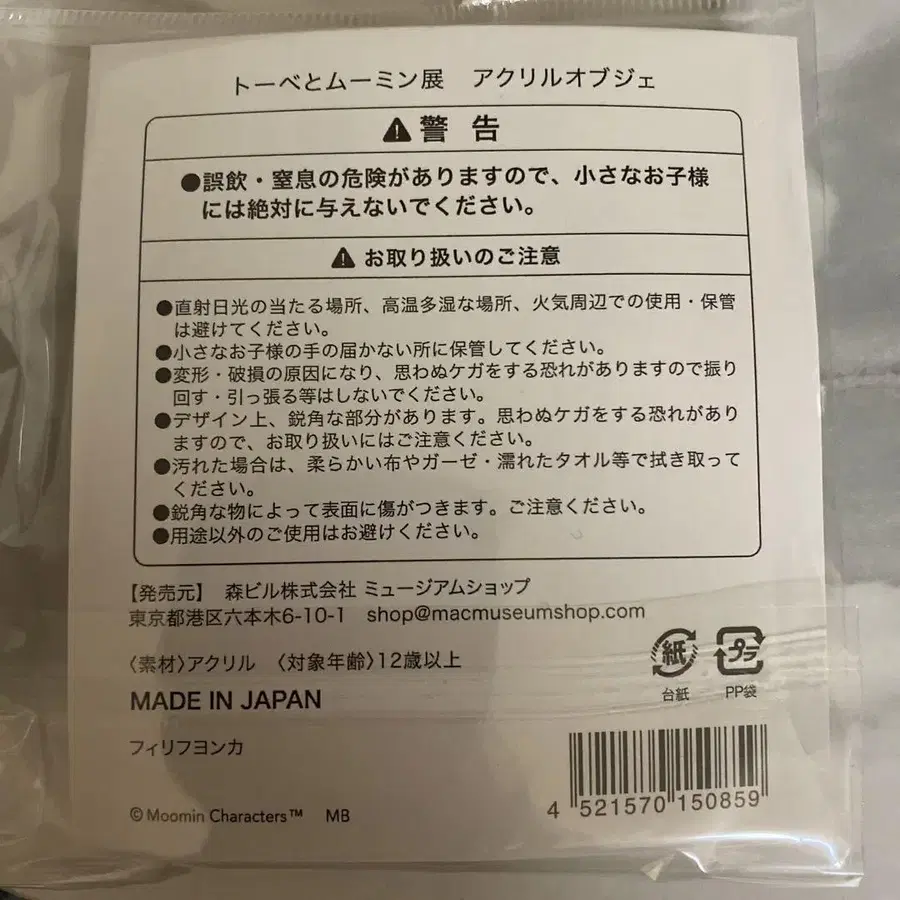 トーベとムーミン展　アクリルオブジェ
⚠警 告
●誤飲・窒息の危険がありますので、小さなお子様
には絶対に与えないでください。
⚠お取り扱いのご注意
●直射日光の当たる場所、高温多湿な場所、火気周辺での使用・保管
は避けてください。
●小さなお子様の手の届かない所に保管してください。
●変形・破損の原因になり、思わぬケガをする恐れがありますので振り
回す・引っ張る等はしないでください。
●デザイン上、鋭角な部分があります。思わぬケガをする恐れがあり
ますので、お取り扱いにはご注意ください。
●汚れた場合は、柔らかい布やガーゼ・濡れたタオル等で拭き取って
ください。
●鋭角な物によって表面に傷がつきます。ご注意ください。
●用途以外のご使用はお避けください。
【発売元】 森ビル株式会社 ミュージアムショップ
東京都港区六本木6-10-1 shop@macmuseumshop.com
〈素材〉アクリル 〈対象年齢〉12歳以上
紙 プラ
台紙 PP袋
MADE IN JAPAN
フィリフヨンカ
4 521570 150859
© Moomin Characters™ MB